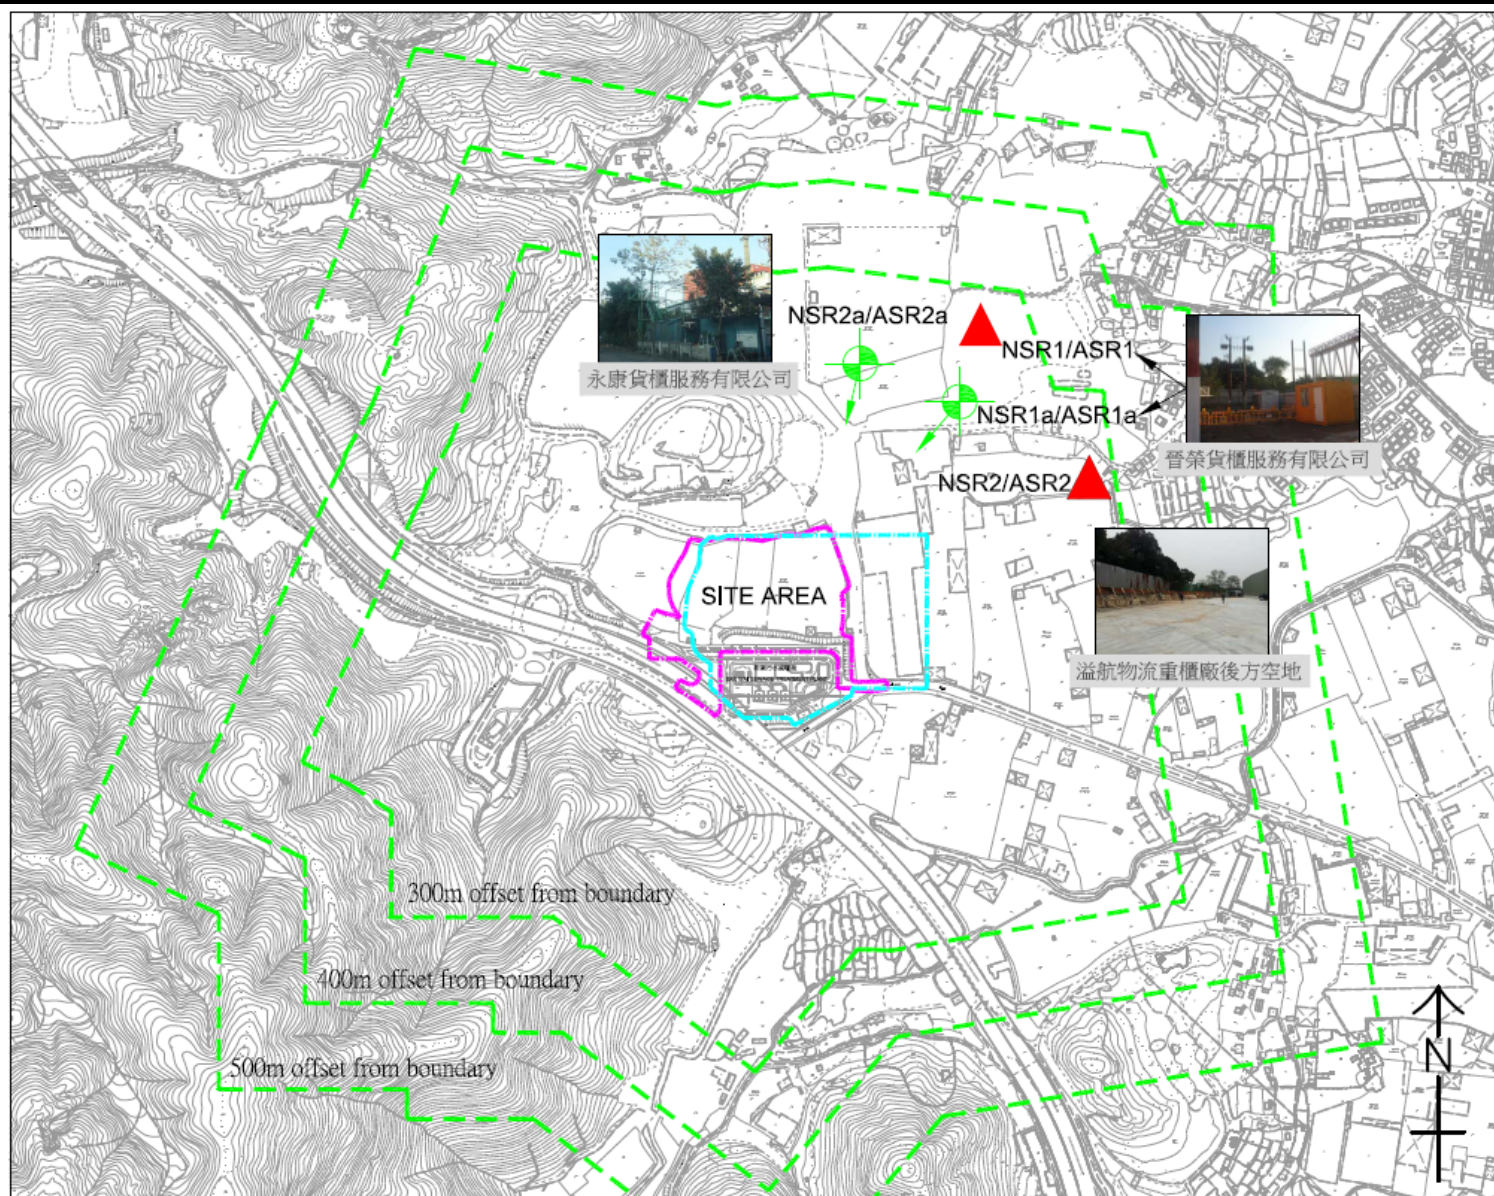 NSR2a/ASR2a
NSR1/ASR1
永康貨櫃服務有限公司
NSR1a/ASR1a
晉榮貨櫃服務有限公司
NSR2/ASR2
SITE AREA
溢航物流重櫃廠後方空地
300m offset from boundary
400m offset from boundary
500m offset from boundary
N